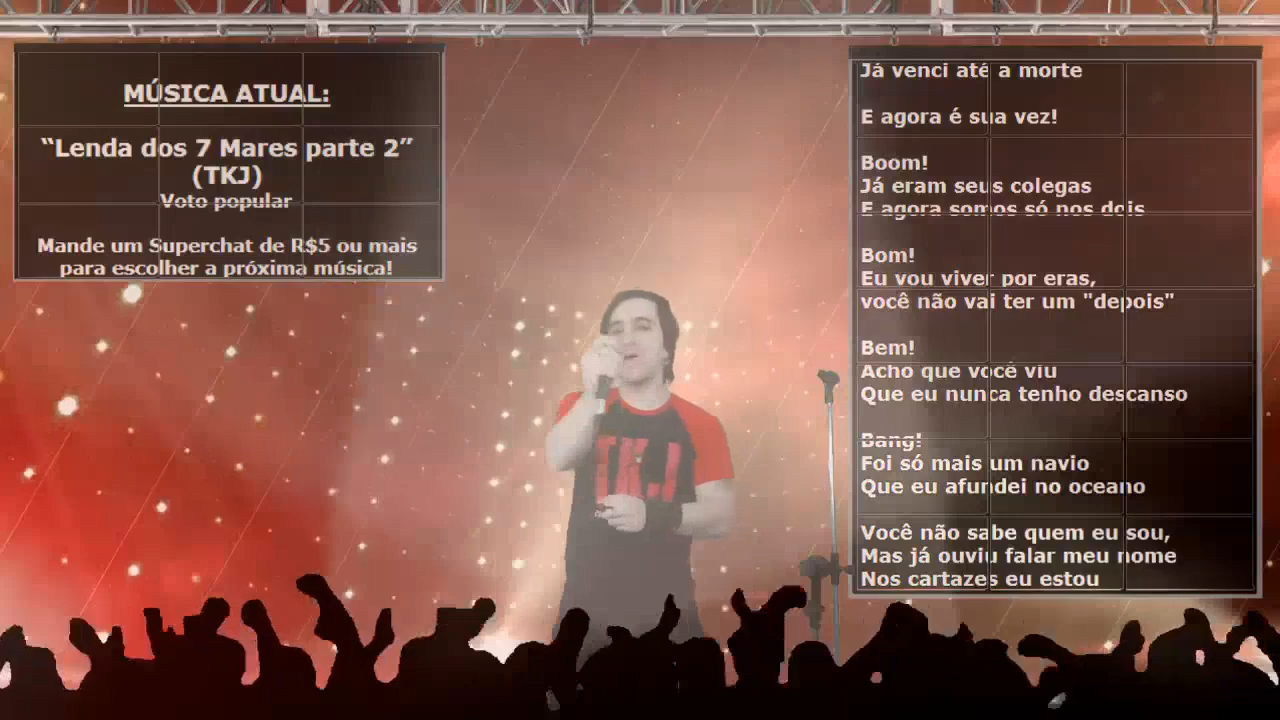 MÚSICA ATUAL:
“Lenda dos 7 Mares parte 2”
(TKJ)
Voto popular
Mande um Superchat de R$5 ou mais
para escolher a próxima música!
TKJ
Já venci até a morte
E agora é sua vez!
Boom!
Já eram seus colegas
E agora somos só nos dois
Bom!
Eu vou viver por eras,
você não vai ter um "depois"
Bem!
Acho que você viu
Que eu nunca tenho descanso
Bang!
Foi só mais um navio
Que eu afundei no oceano
Você não sabe quem eu sou,
Mas já ouviu falar meu nome
Nos cartazes eu estou